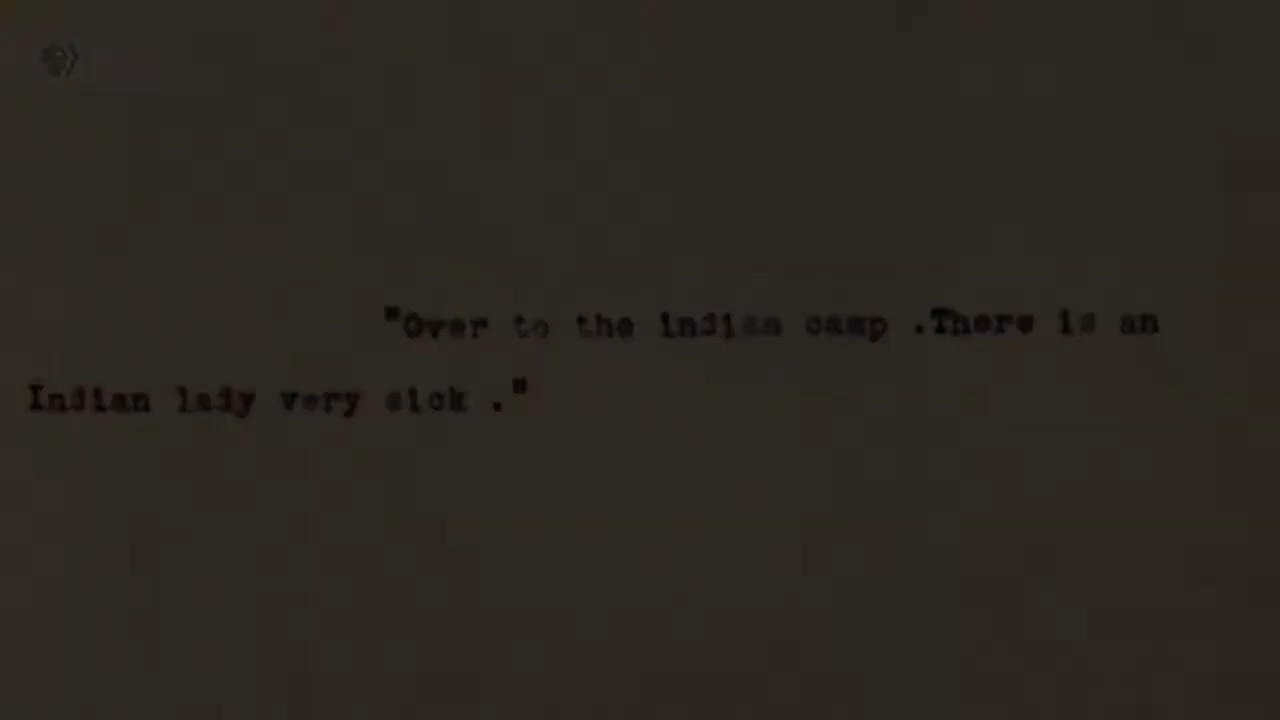 "Over to the indian camp .There is an
Indian lady very sick ."